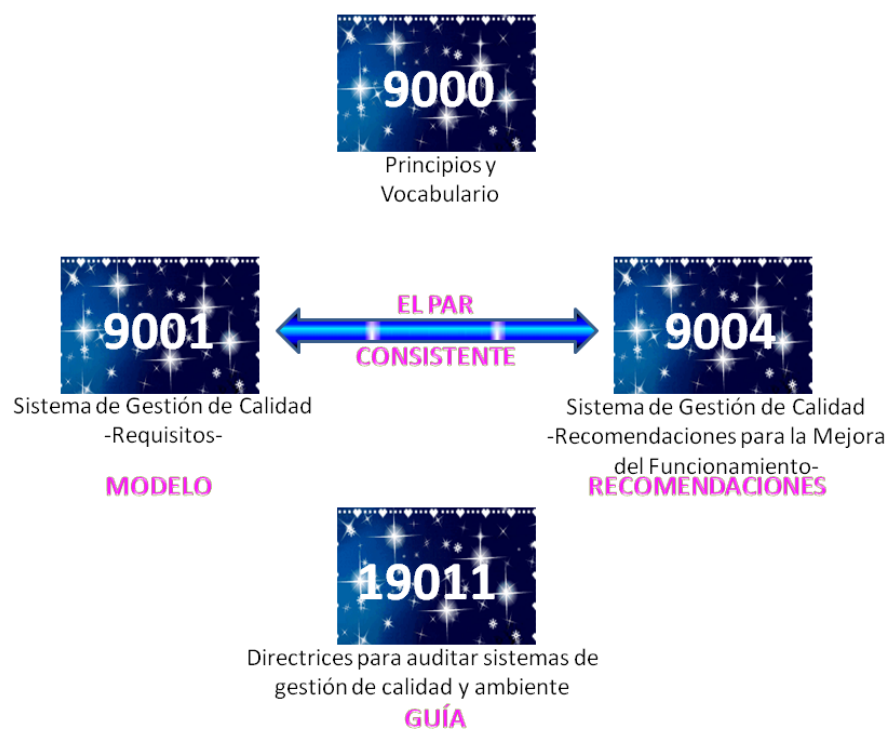 9000
Principios y
Vocabulario
9001
EL PAR
CONSISTENTE
9004
Sistema de Gestión de Calidad
-Requisitos-
MODELO
Sistema de Gestión de Calidad
-Recomendaciones para la Mejora
del Funcionamiento-
RECOMENDACIONES
19011
Directrices para auditar sistemas de
gestión de calidad y ambiente
GUÍA